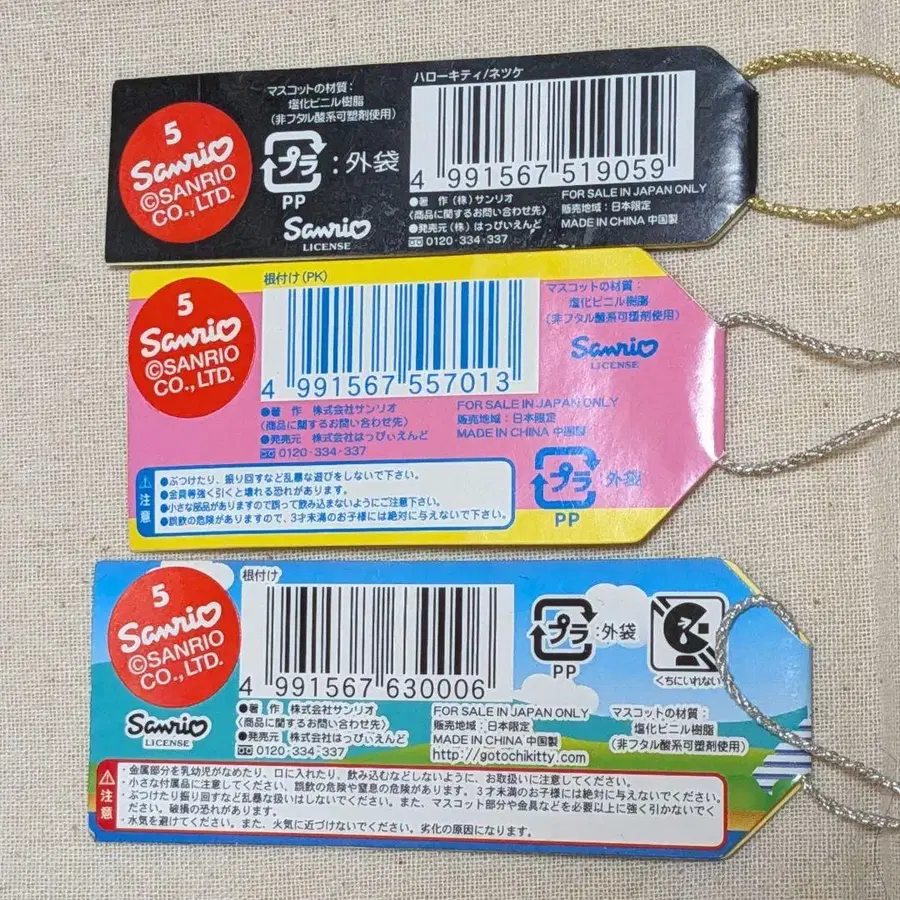 5
Sanrio
©SANRIO
CO.,LTD.
マスコットの材質：
塩化ビニル樹脂
（非フタル酸系可塑剤使用）
プラ：外袋
PP
Sanrio
LICENSE
ハローキティ/ネツケ
4 991567 519059
●著 作（株）サンリオ
〈商品に関するお問い合わせ先〉
●発売元（株）はっぴいえんど
0120-334-337
FOR SALE IN JAPAN ONLY
販売地域：日本限定
MADE IN CHINA 中国製
5
Sanrio
©SANRIO
CO.,LTD.
根付け（PK）
4 991567 557013
●著 作 株式会社サンリオ
〈商品に関するお問い合わせ先〉
●発売元 株式会社はっぴいえんど
0120-334-337
FOR SALE IN JAPAN ONLY
販売地域：日本限定
MADE IN CHINA 中国製
マスコットの材質：
塩化ビニル樹脂
（非フタル酸系可塑剤使用）
Sanrio
LICENSE
プラ：外袋
PP
注意
●ぶつけたり、振り回すなど乱暴な遊びをしないで下さい。
●金具等強く引くと壊れる恐れがあります。
●小さな部品がありますので誤って飲み込まないようにご注意下さい。
●誤飲の危険がありますので、3才未満のお子様には絶対に与えないで下さい。
5
Sanrio
©SANRIO
CO.,LTD.
Sanrio
LICENSE
根付け
4 991567 630006
●著 作 株式会社サンリオ
〈商品に関するお問い合わせ先〉
●発売元 株式会社はっぴいえんど
0120-334-337
プラ：外袋
PP
くちにいれない
FOR SALE IN JAPAN ONLY
販売地域：日本限定
MADE IN CHINA 中国製
http://gotochikitty.com
マスコットの材質：
塩化ビニル樹脂
（非フタル酸系可塑剤使用）
注意
・金属部分を乳幼児がなめたり、口に入れたり、飲み込むなどしないように、お取扱いに注意してください。
・小さな付属品に注意してください。誤飲の危険や窒息の危険があります。3才未満のお子様には絶対に与えないでください。
・ぶつけたり振り回すなど乱暴な扱いはしないでください。また、マスコット部分や金具などを必要以上に強く引かないでください。破損の恐れがあります。
・水気を避けてください。また、火気に近づけないでください。劣化の原因になります。